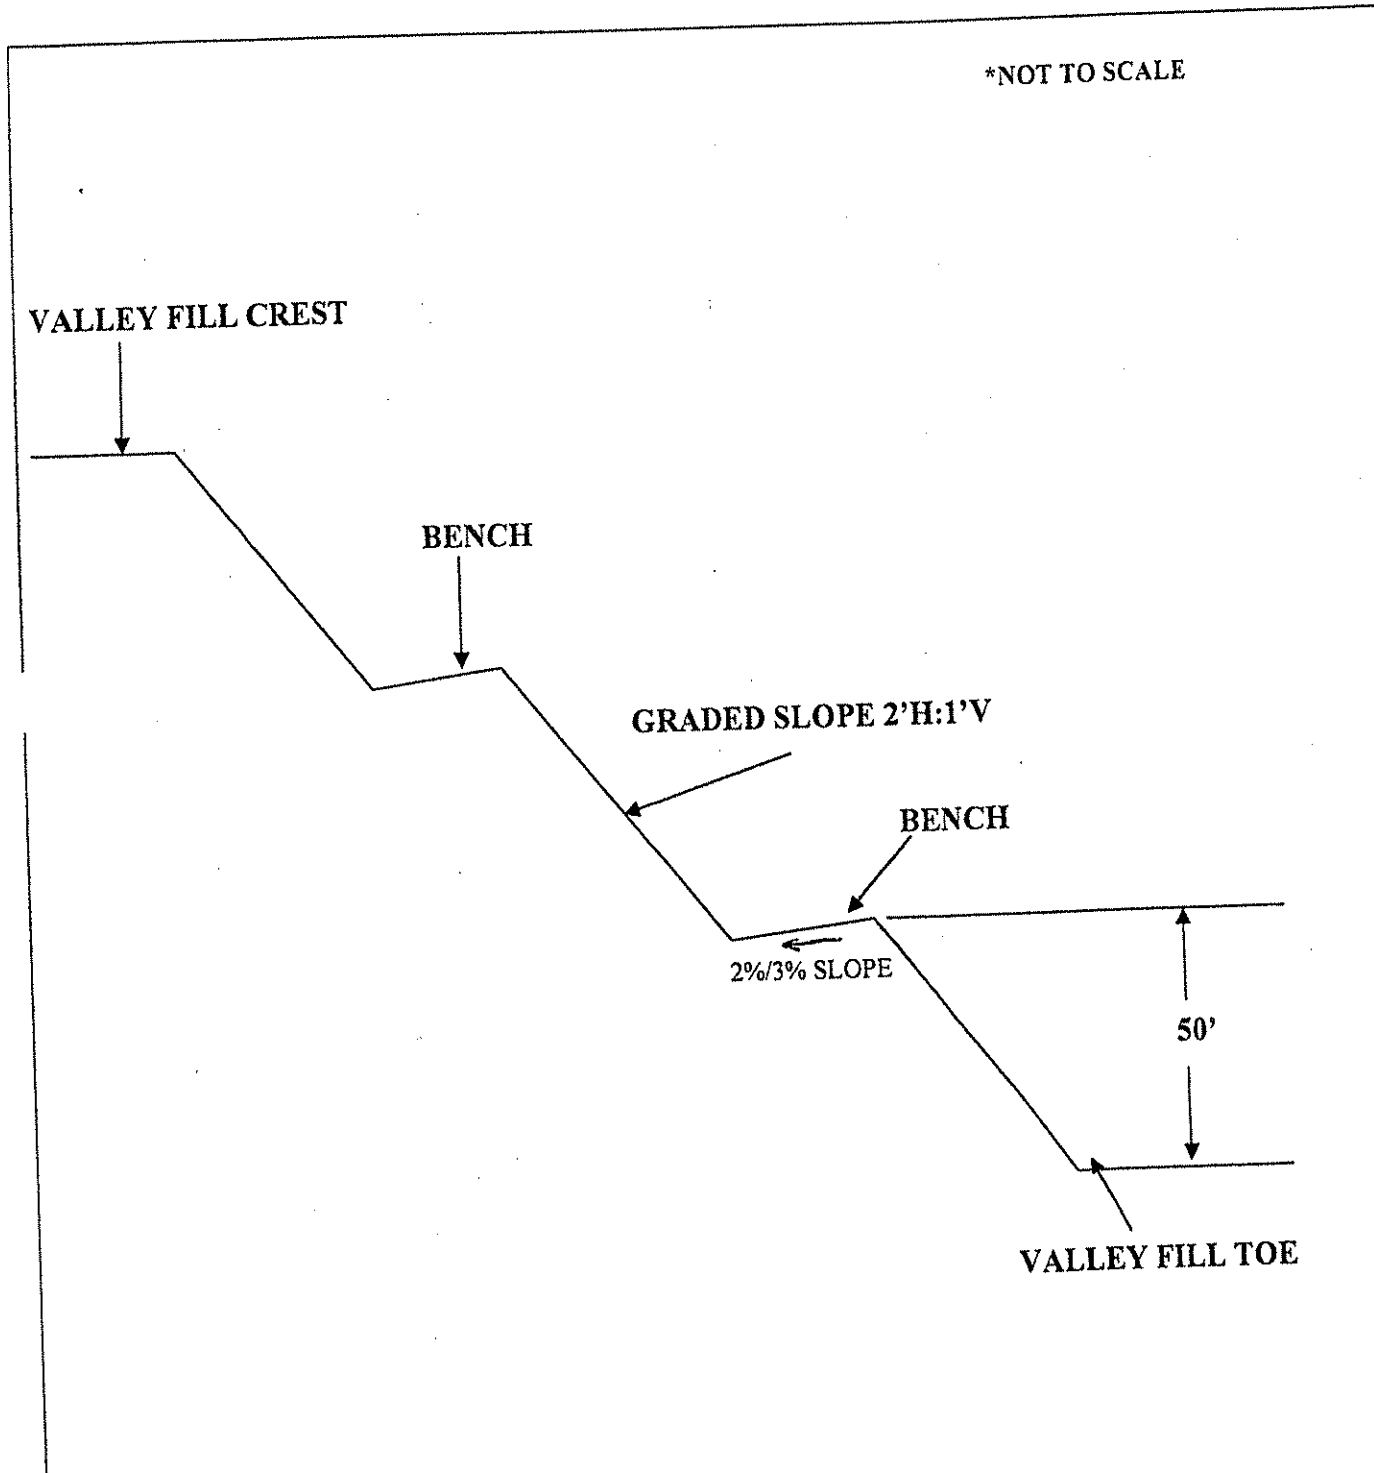 *NOT TO SCALE
VALLEY FILL CREST
BENCH
GRADED SLOPE 2’H:1’V
BENCH
2%/3% SLOPE
50’
VALLEY FILL TOE